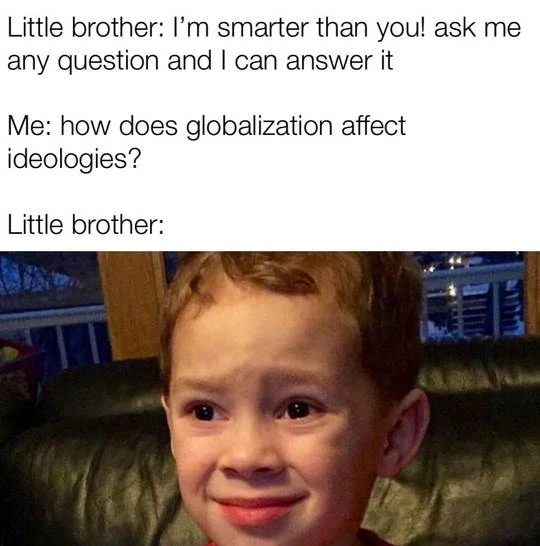 Little brother: I’m smarter than you! ask me
any question and I can answer it
Me: how does globalization affect
ideologies?
Little brother: